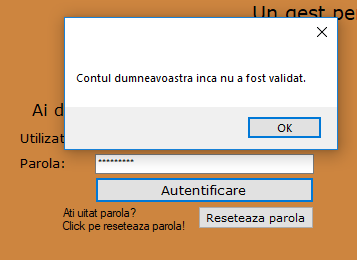 Un gest pe
Contul dumneavoastra inca nu a fost validat.
OK
Ai d
Utilizat
Parola: *********
Autentificare
Ati uitat parola?
Click pe reseteaza parola!
Reseteaza parola